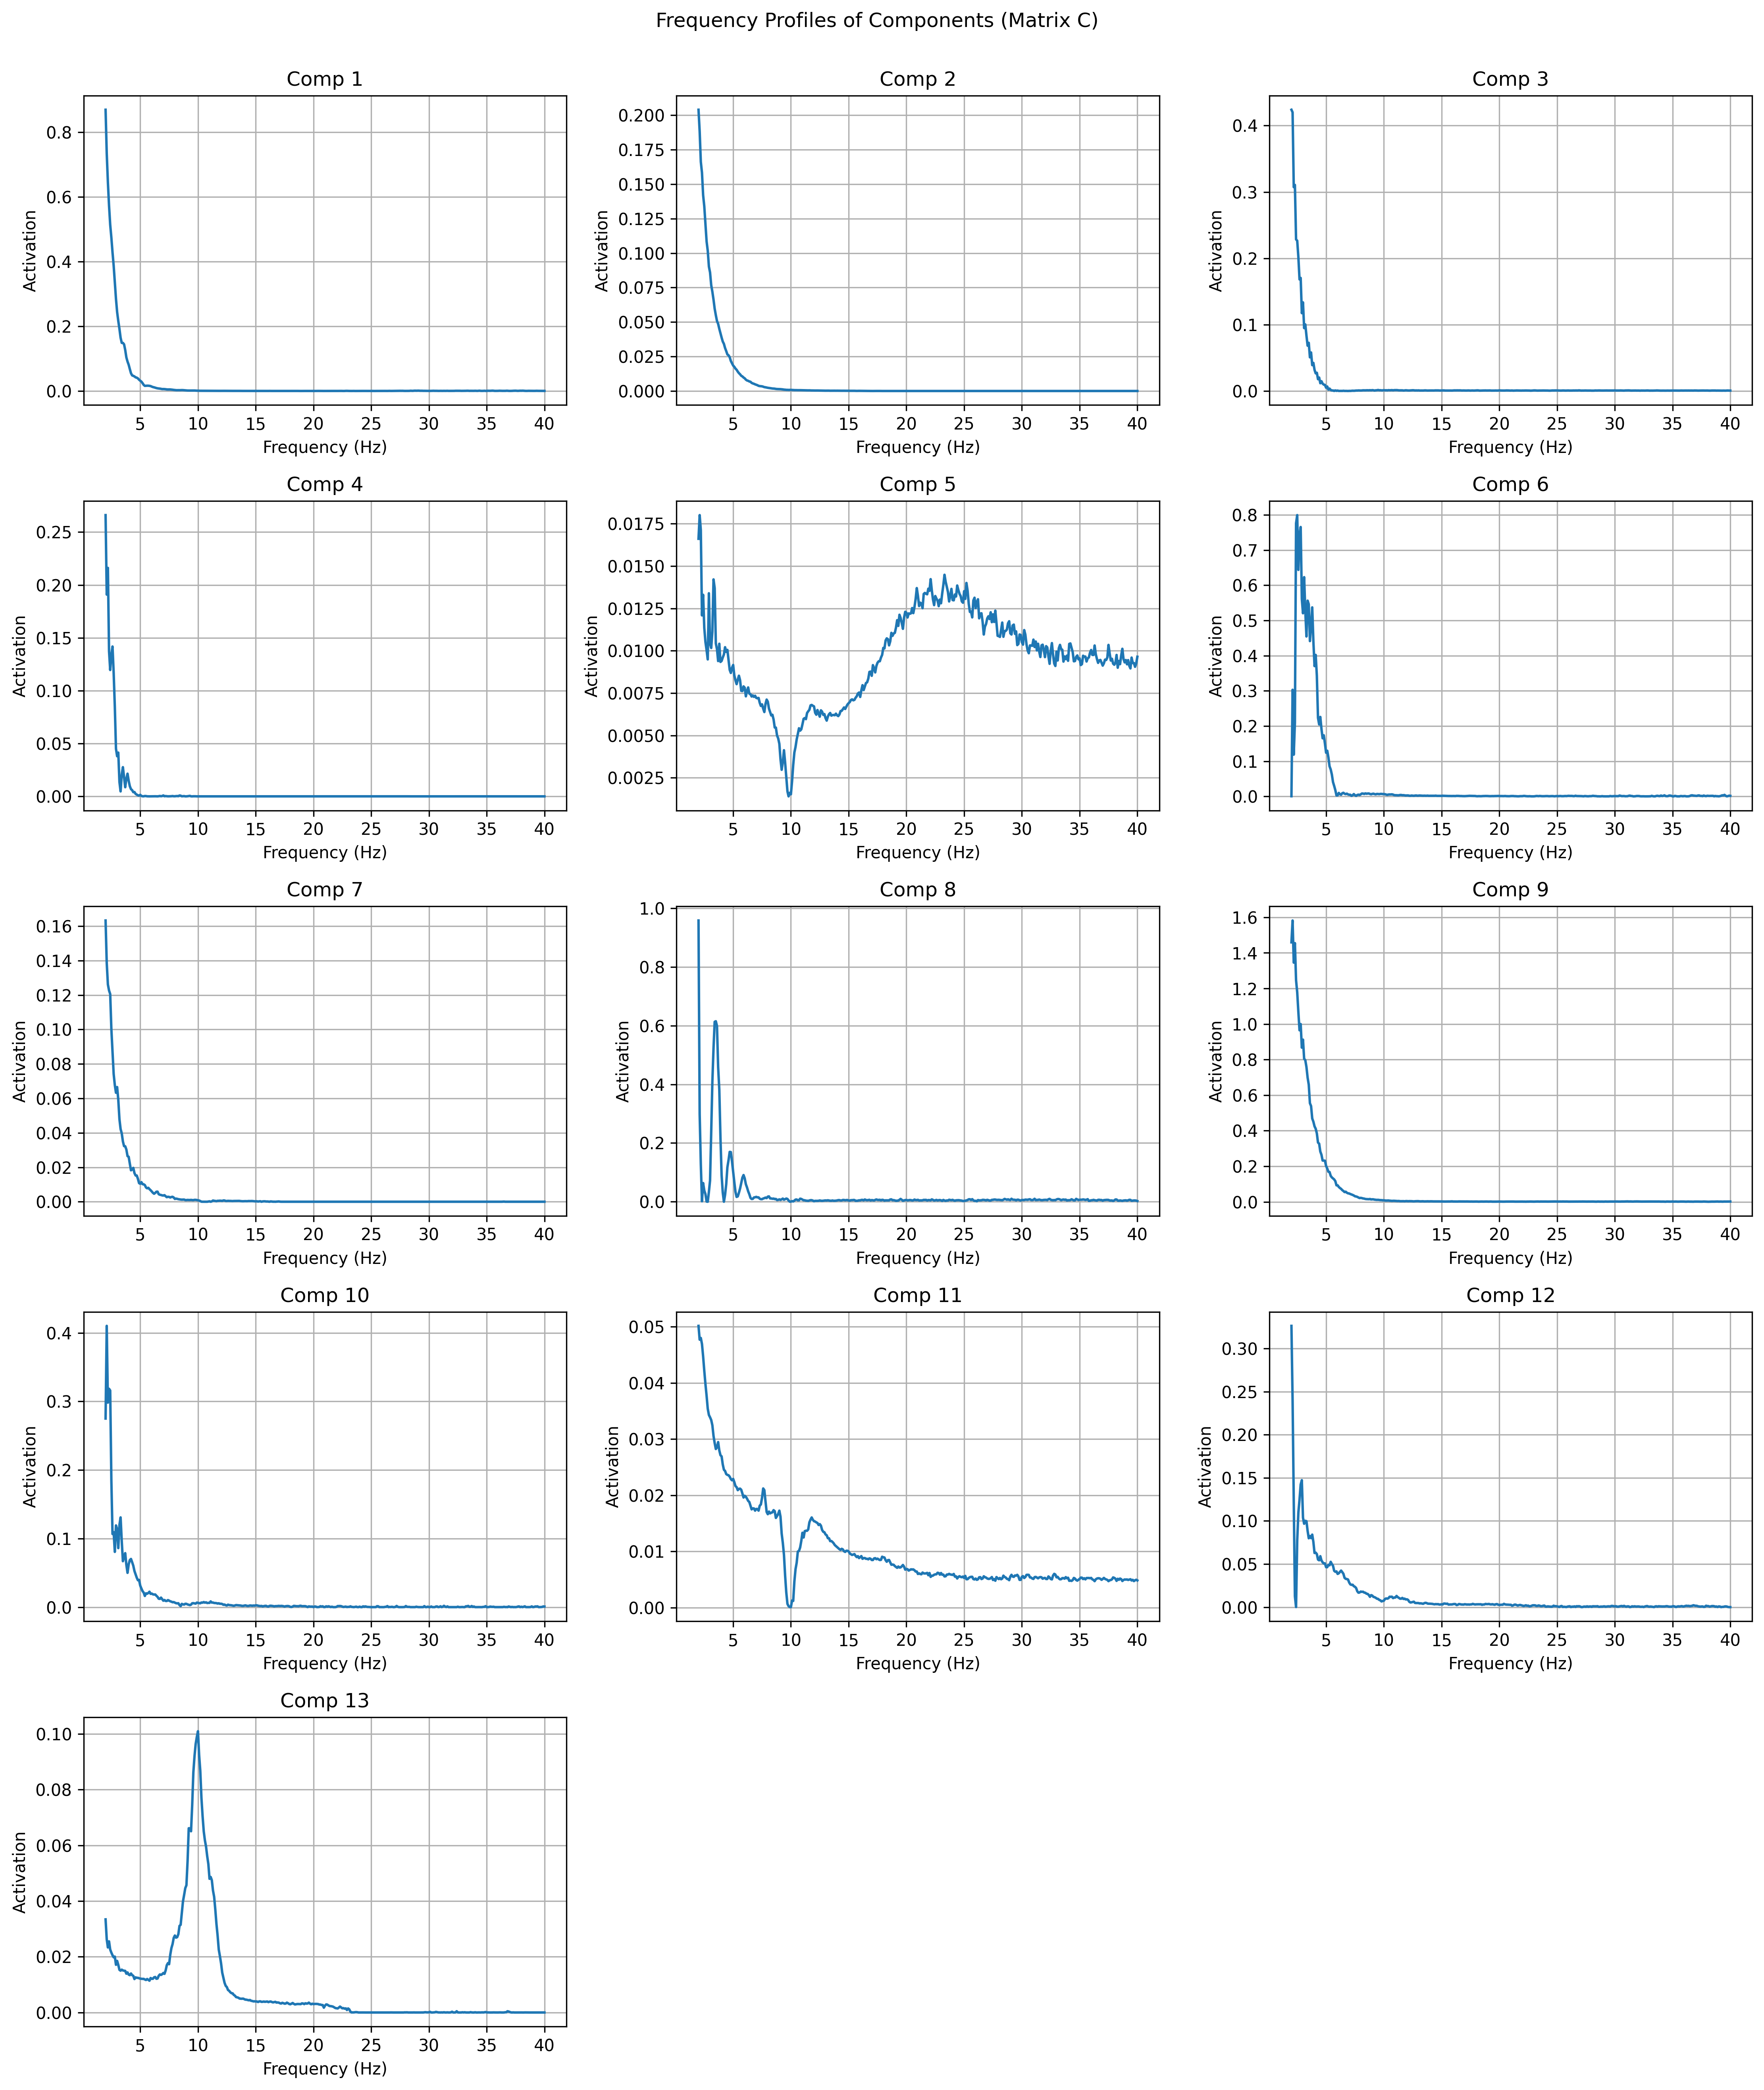 Frequency Profiles of Components (Matrix C)
Comp 1
Activation
0.8
0.6
0.4
0.2
0.0
5 10 15 20 25 30 35 40
Frequency (Hz)
Comp 2
Activation
0.200
0.175
0.150
0.125
0.100
0.075
0.050
0.025
0.000
5 10 15 20 25 30 35 40
Frequency (Hz)
Comp 3
Activation
0.4
0.3
0.2
0.1
0.0
5 10 15 20 25 30 35 40
Frequency (Hz)
Comp 4
Activation
0.25
0.20
0.15
0.10
0.05
0.00
5 10 15 20 25 30 35 40
Frequency (Hz)
Comp 5
Activation
0.0175
0.0150
0.0125
0.0100
0.0075
0.0050
0.0025
5 10 15 20 25 30 35 40
Frequency (Hz)
Comp 6
Activation
0.8
0.7
0.6
0.5
0.4
0.3
0.2
0.1
0.0
5 10 15 20 25 30 35 40
Frequency (Hz)
Comp 7
Activation
0.16
0.14
0.12
0.10
0.08
0.06
0.04
0.02
0.00
5 10 15 20 25 30 35 40
Frequency (Hz)
Comp 8
Activation
1.0
0.8
0.6
0.4
0.2
0.0
5 10 15 20 25 30 35 40
Frequency (Hz)
Comp 9
Activation
1.6
1.4
1.2
1.0
0.8
0.6
0.4
0.2
0.0
5 10 15 20 25 30 35 40
Frequency (Hz)
Comp 10
Activation
0.4
0.3
0.2
0.1
0.0
5 10 15 20 25 30 35 40
Frequency (Hz)
Comp 11
Activation
0.05
0.04
0.03
0.02
0.01
0.00
5 10 15 20 25 30 35 40
Frequency (Hz)
Comp 12
Activation
0.30
0.25
0.20
0.15
0.10
0.05
0.00
5 10 15 20 25 30 35 40
Frequency (Hz)
Comp 13
Activation
0.10
0.08
0.06
0.04
0.02
0.00
5 10 15 20 25 30 35 40
Frequency (Hz)